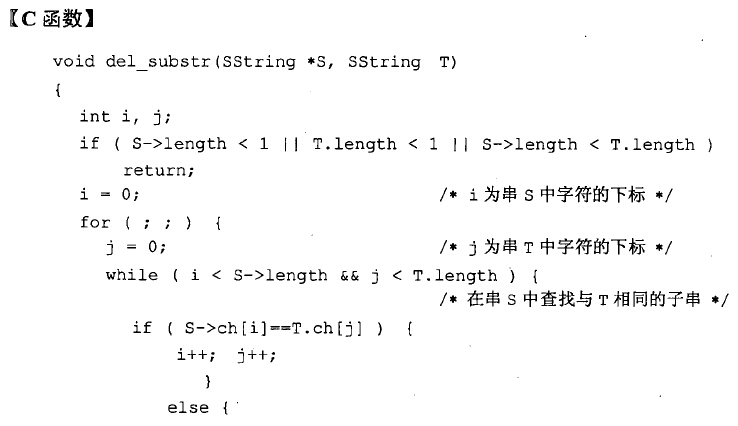 【C 函数】
void del_substr(SString *S, SString T)
{
int i, j;
if ( S->length < 1 || T.length < 1 || S->length < T.length )
return;
i = 0; /* i 为串 S 中字符的下标 */
for ( ; ; ) {
j = 0; /* j 为串 T 中字符的下标 */
while ( i < S->length && j < T.length ) {
/* 在串 S 中查找与 T 相同的子串 */
if ( S->ch[i]==T.ch[j] ) {
i++; j++;
}
else {